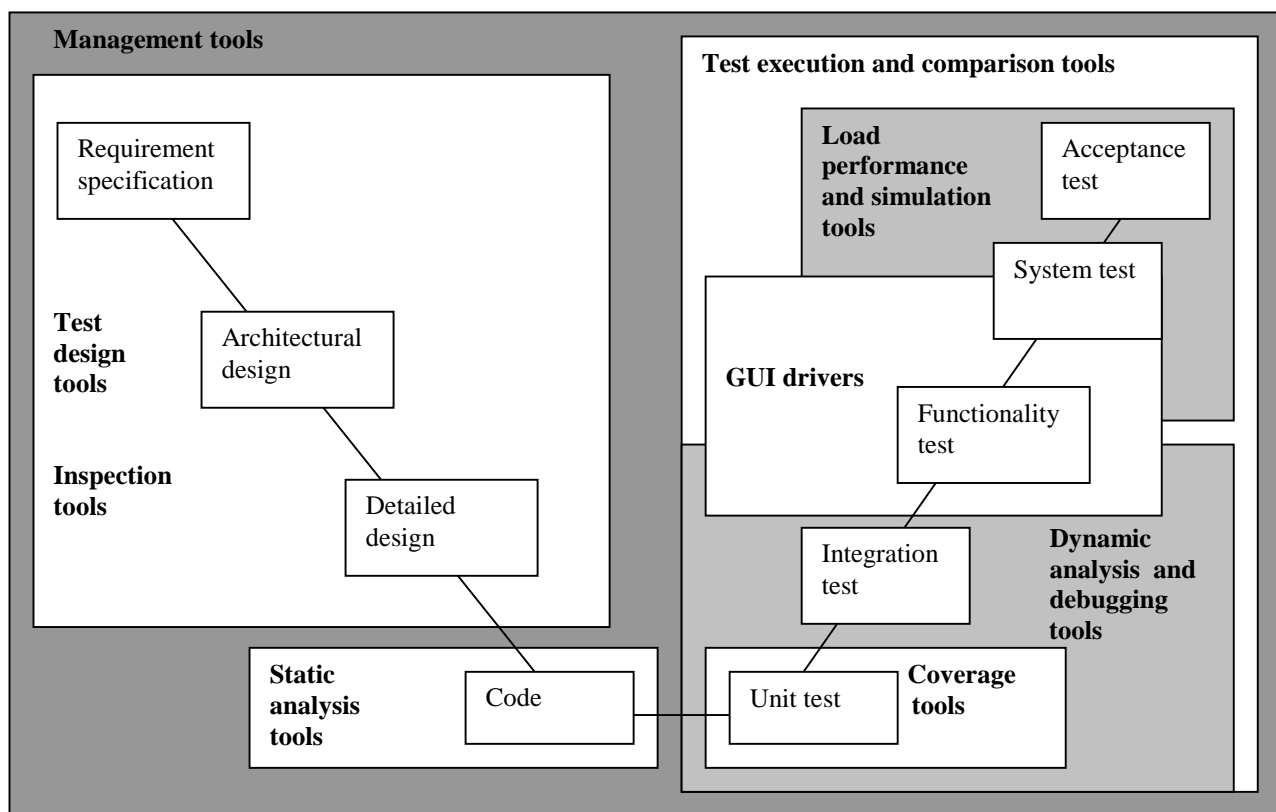 Management tools
Requirement
specification
Test
design
tools
Architectural
design
Inspection
tools
Detailed
design
Static
analysis
tools
Code
Test execution and comparison tools
Load
performance
and simulation
tools
Acceptance
test
System test
GUI drivers
Functionality
test
Integration
test
Dynamic
analysis and
debugging
tools
Unit test
Coverage
tools